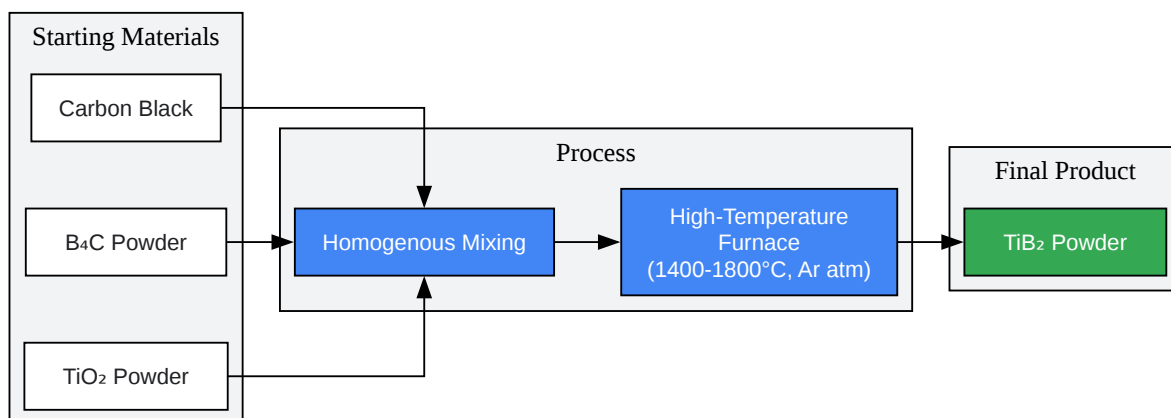 Starting Materials
Carbon Black
B₄C Powder
TiO₂ Powder
Process
Homogenous Mixing
High-Temperature
Furnace
(1400-1800°C, Ar atm)
Final Product
TiB₂ Powder